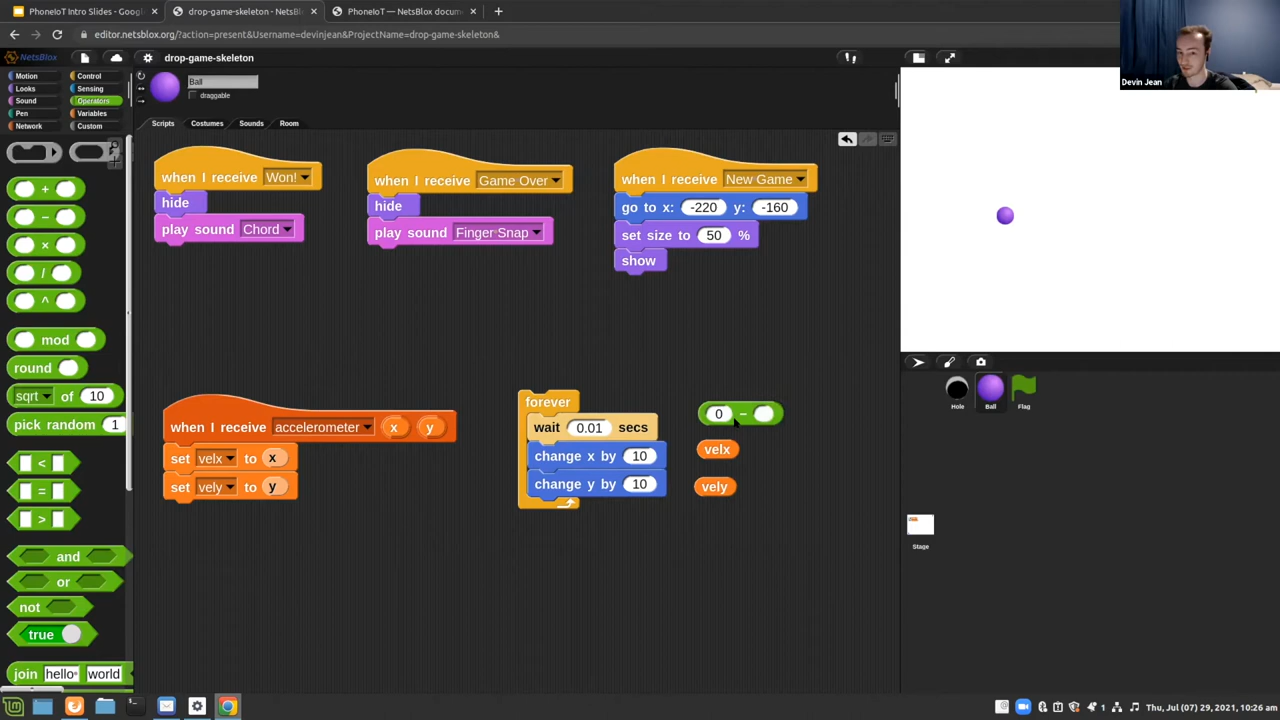 PhoneIoT Intro Slides - Google
drop-game-skeleton - NetsBlox
PhoneIoT — NetsBlox docum
editor.netsblox.org/?action=present&Username=devinjean&ProjectName=drop-game-skeleton&
NetsBlox
drop-game-skeleton
Motion
Control
Looks
Sensing
Sound
Operators
Pen
Variables
Network
Custom
Ball
draggable
Scripts
Costumes
Sounds
Room
Devin Jean
+
−
×
/
^
mod
round
sqrt of 10
pick random 1
<
=
>
and
or
not
true
join hello world
when I receive Won!
hide
play sound Chord
when I receive Game Over
hide
play sound Finger Snap
when I receive New Game
go to x: -220 y: -160
set size to 50 %
show
when I receive accelerometer x y
set velx to x
set vely to y
forever
wait 0.01 secs
change x by 10
change y by 10
0 −
velx
vely
Hole
Ball
Flag
Stage
1
Thu, Jul (07) 29, 2021, 10:26 am